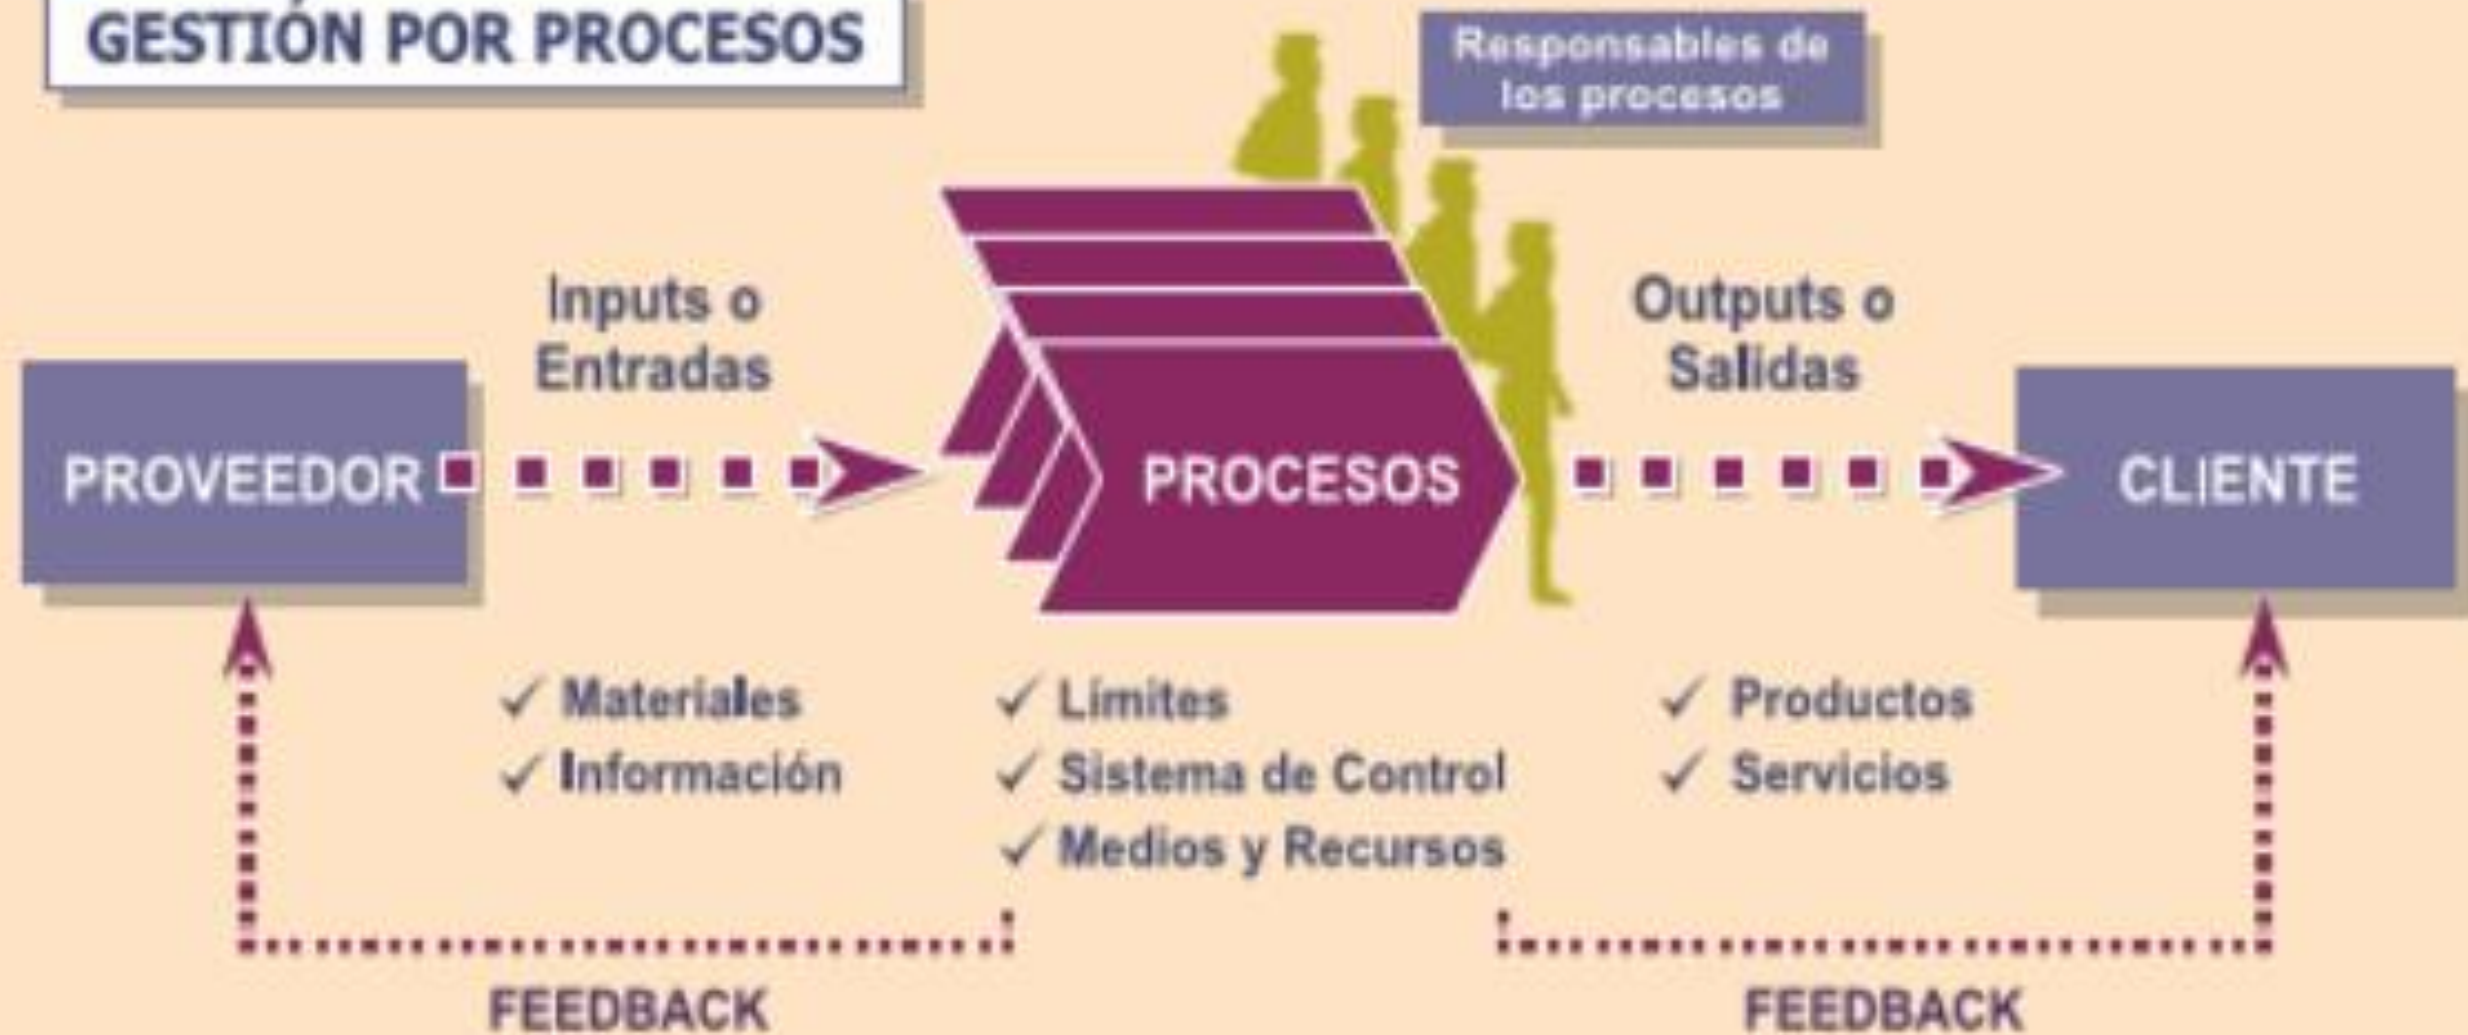 GESTIÓN POR PROCESOS
Responsables de
los procesos
Inputs o
Entradas
Outputs o
Salidas
PROVEEDOR
PROCESOS
CLIENTE
✓ Materiales
✓ Información
✓ Límites
✓ Sistema de Control
✓ Medios y Recursos
✓ Productos
✓ Servicios
FEEDBACK
FEEDBACK